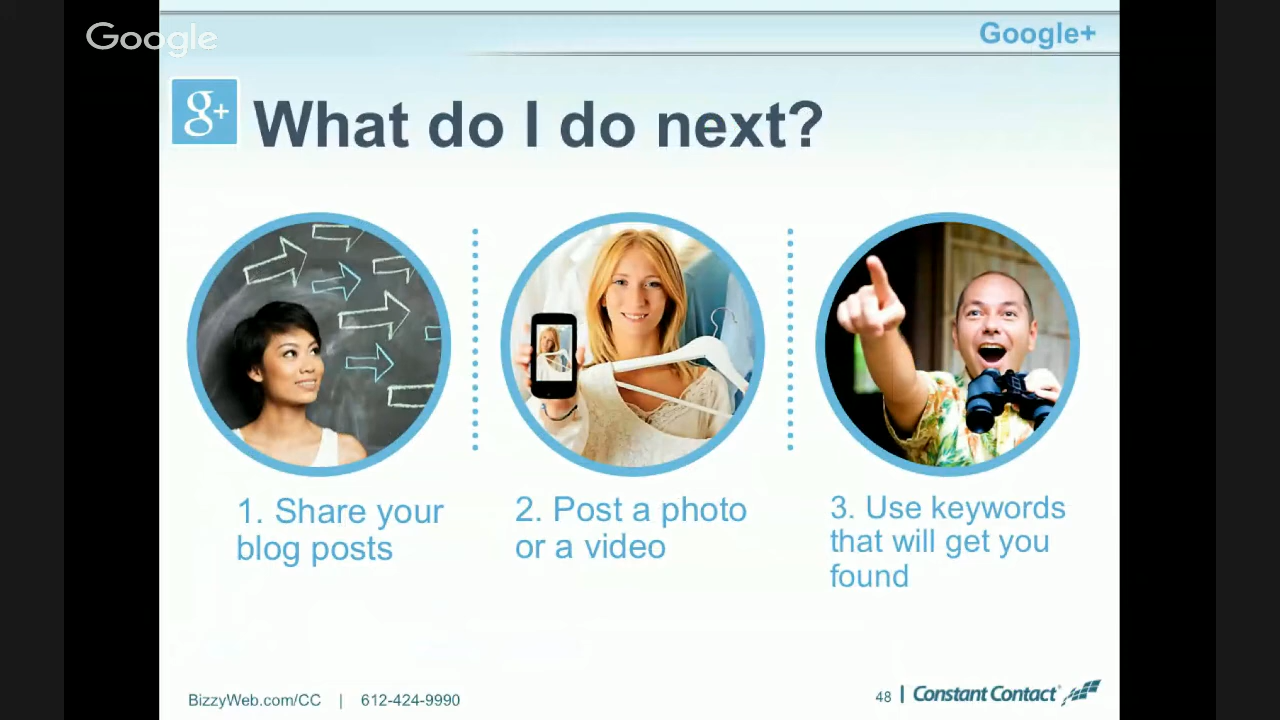 Google
Google+
g+
What do I do next?
1. Share your
blog posts
2. Post a photo
or a video
3. Use keywords
that will get you
found
BizzyWeb.com/CC | 612-424-9990
48 | Constant Contact®